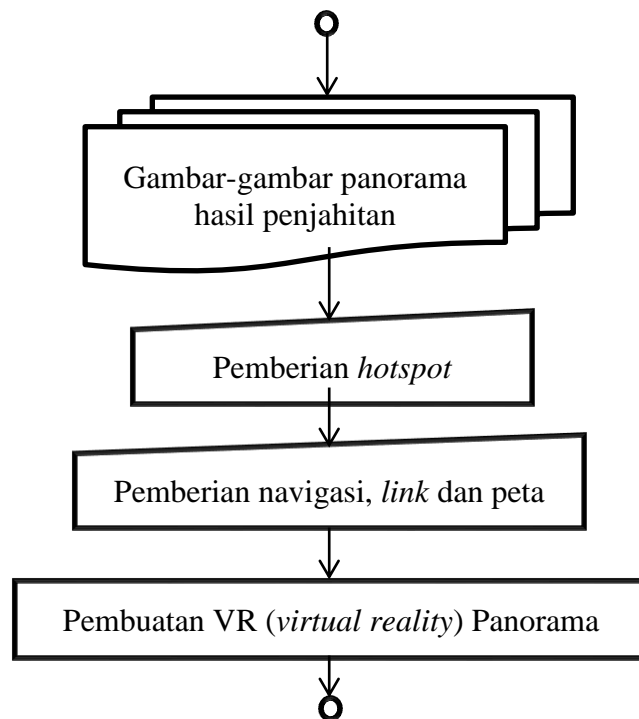 Gambar-gambar panorama
hasil penjahitan
Pemberian hotspot
Pemberian navigasi, link dan peta
Pembuatan VR (virtual reality) Panorama